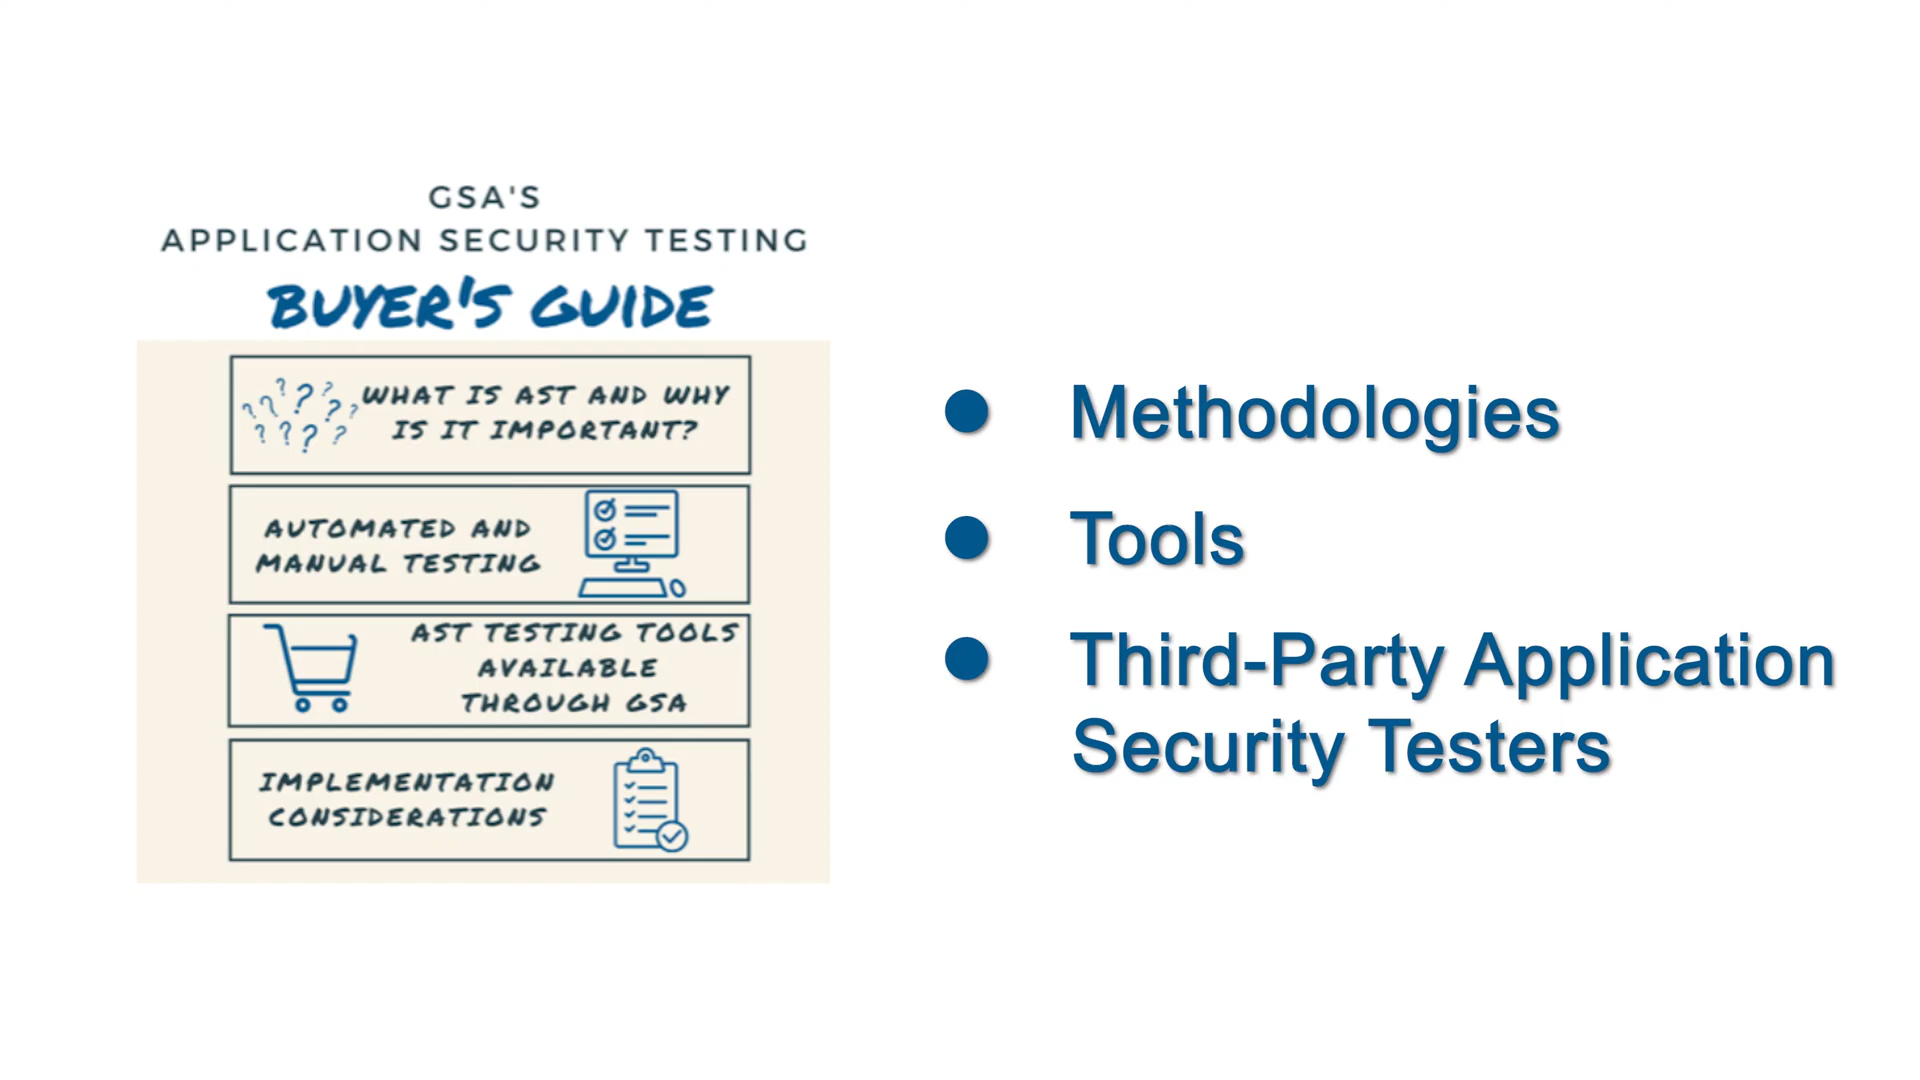 GSA'S
APPLICATION SECURITY TESTING
BUYER'S GUIDE
WHAT IS AST AND WHY
IS IT IMPORTANT?
AUTOMATED AND
MANUAL TESTING
AST TESTING TOOLS
AVAILABLE
THROUGH GSA
IMPLEMENTATION
CONSIDERATIONS
● Methodologies
● Tools
● Third-Party Application
Security Testers